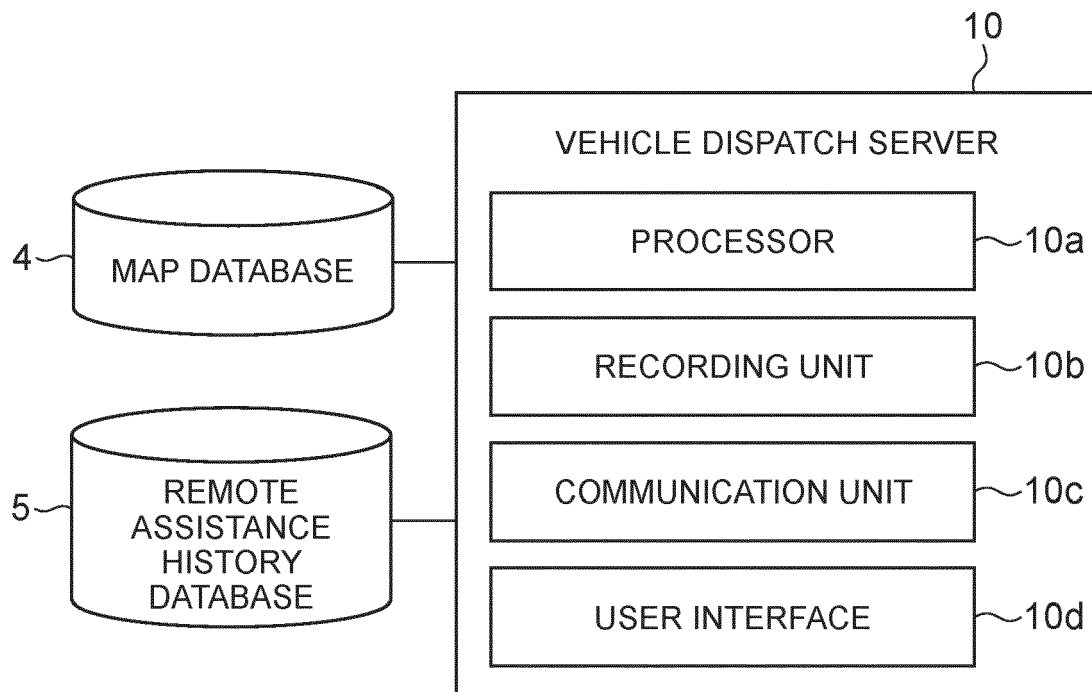 10
VEHICLE DISPATCH SERVER
4
MAP DATABASE
PROCESSOR
10a
RECORDING UNIT
10b
5
REMOTE
ASSISTANCE
HISTORY
DATABASE
COMMUNICATION UNIT
10c
USER INTERFACE
10d